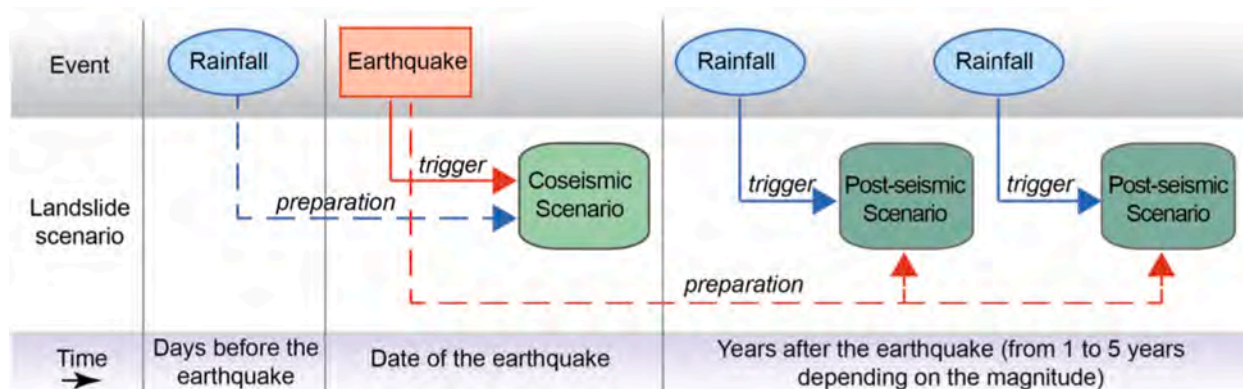 Event
Rainfall
Earthquake
Rainfall
Rainfall
Landslide
scenario
trigger
preparation
Coseismic
Scenario
trigger
Post-seismic
Scenario
trigger
Post-seismic
Scenario
preparation
Time
Days before the
earthquake
Date of the earthquake
Years after the earthquake (from 1 to 5 years
depending on the magnitude)